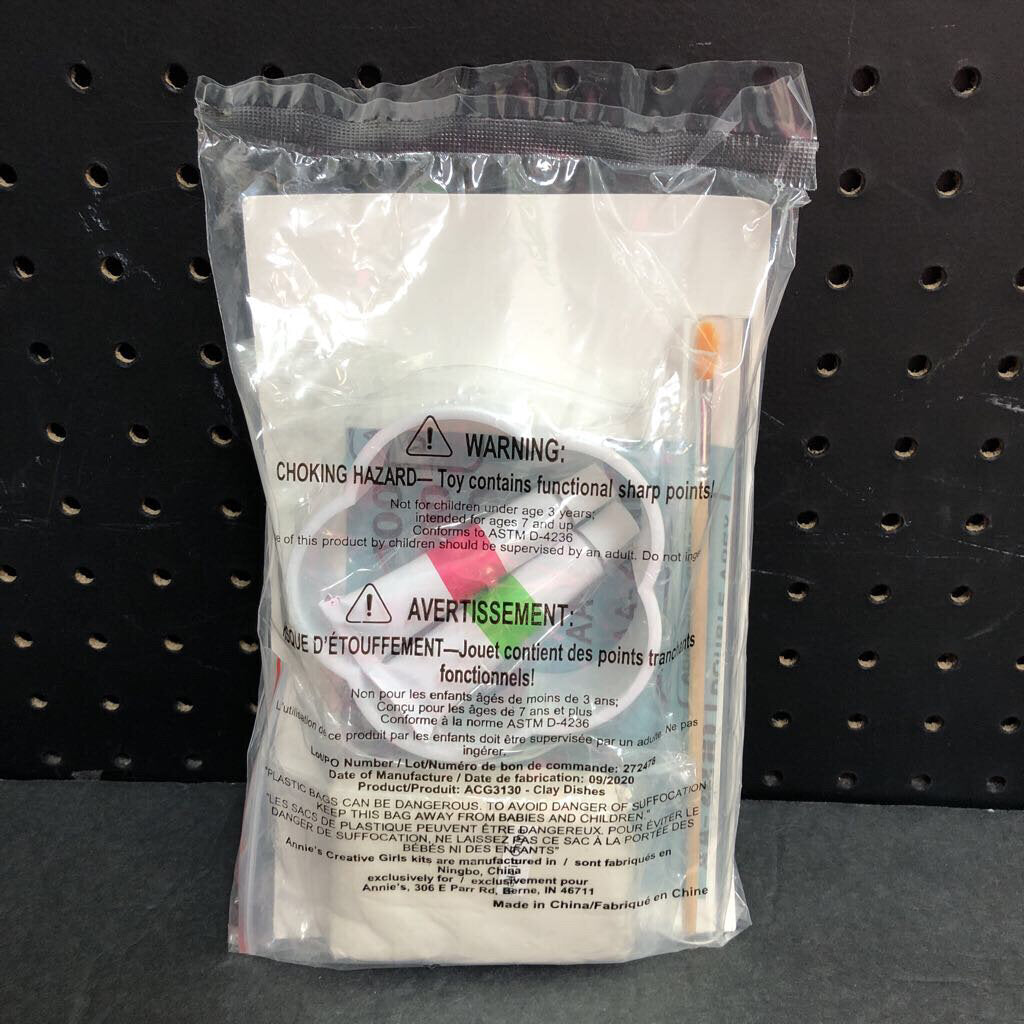 WARNING:
CHOKING HAZARD— Toy contains functional sharp points!
Not for children under age 3 years;
intended for ages 7 and up
Conforms to ASTM D-4236
e of this product by children should be supervised by an adult. Do not inge
AVERTISSEMENT:
QUE D'ÉTOUFFEMENT—Jouet contient des points tranchants
fonctionnels!
Non pour les enfants âgés de moins de 3 ans;
Conçu pour les âges de 7 ans et plus
Conforme à la norme ASTM D-4236
L'utilisation de ce produit par les enfants doit être supervisée par un adulte. Ne pas
ingérer.
Lot/PO Number / Lot/Numéro de bon de commande: 272478
Date of Manufacture / Date de fabrication: 09/2020
Product/Produit: ACG3130 - Clay Dishes
"PLASTIC BAGS CAN BE DANGEROUS. TO AVOID DANGER OF SUFFOCATION
KEEP THIS BAG AWAY FROM BABIES AND CHILDREN."
"LES SACS DE PLASTIQUE PEUVENT ÊTRE DANGEREUX. POUR ÉVITER LE
DANGER DE SUFFOCATION, NE LAISSEZ PAS CE SAC À LA PORTÉE DES
BÉBÉS NI DES ENFANTS"
Annie's Creative Girls kits are manufactured in / sont fabriqués en
Ningbo, China
exclusively for / exclusivement pour
Annie's, 306 E Parr Rd, Berne, IN 46711
Made in China/Fabriqué en Chine